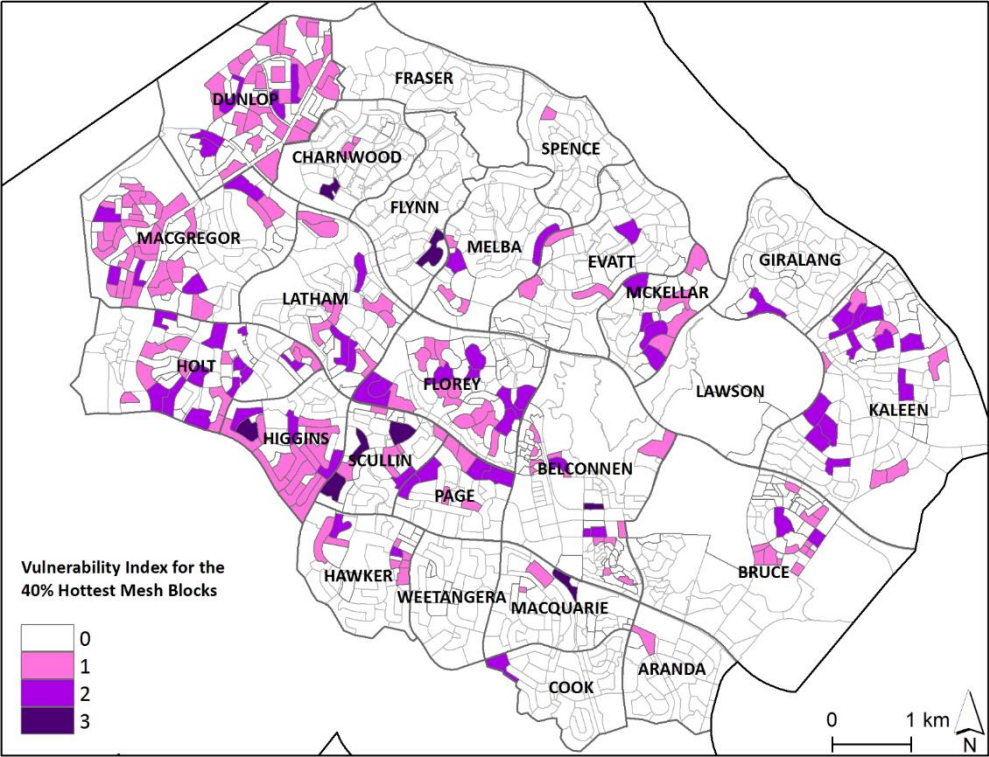 FRASER
DUNLOP
SPENCE
CHARNWOOD
FLYNN
MACGREGOR
MELBA
EVATT
GIRALANG
MCKELLAR
LATHAM
HOLT
FLOREY
LAWSON
KALEEN
HIGGINS
SCULLIN
BELCONNEN
PAGE
BRUCE
HAWKER
WEETANGERA
MACQUARIE
ARANDA
COOK
Vulnerability Index for the
40% Hottest Mesh Blocks
0
1
2
3
0 1 km
N